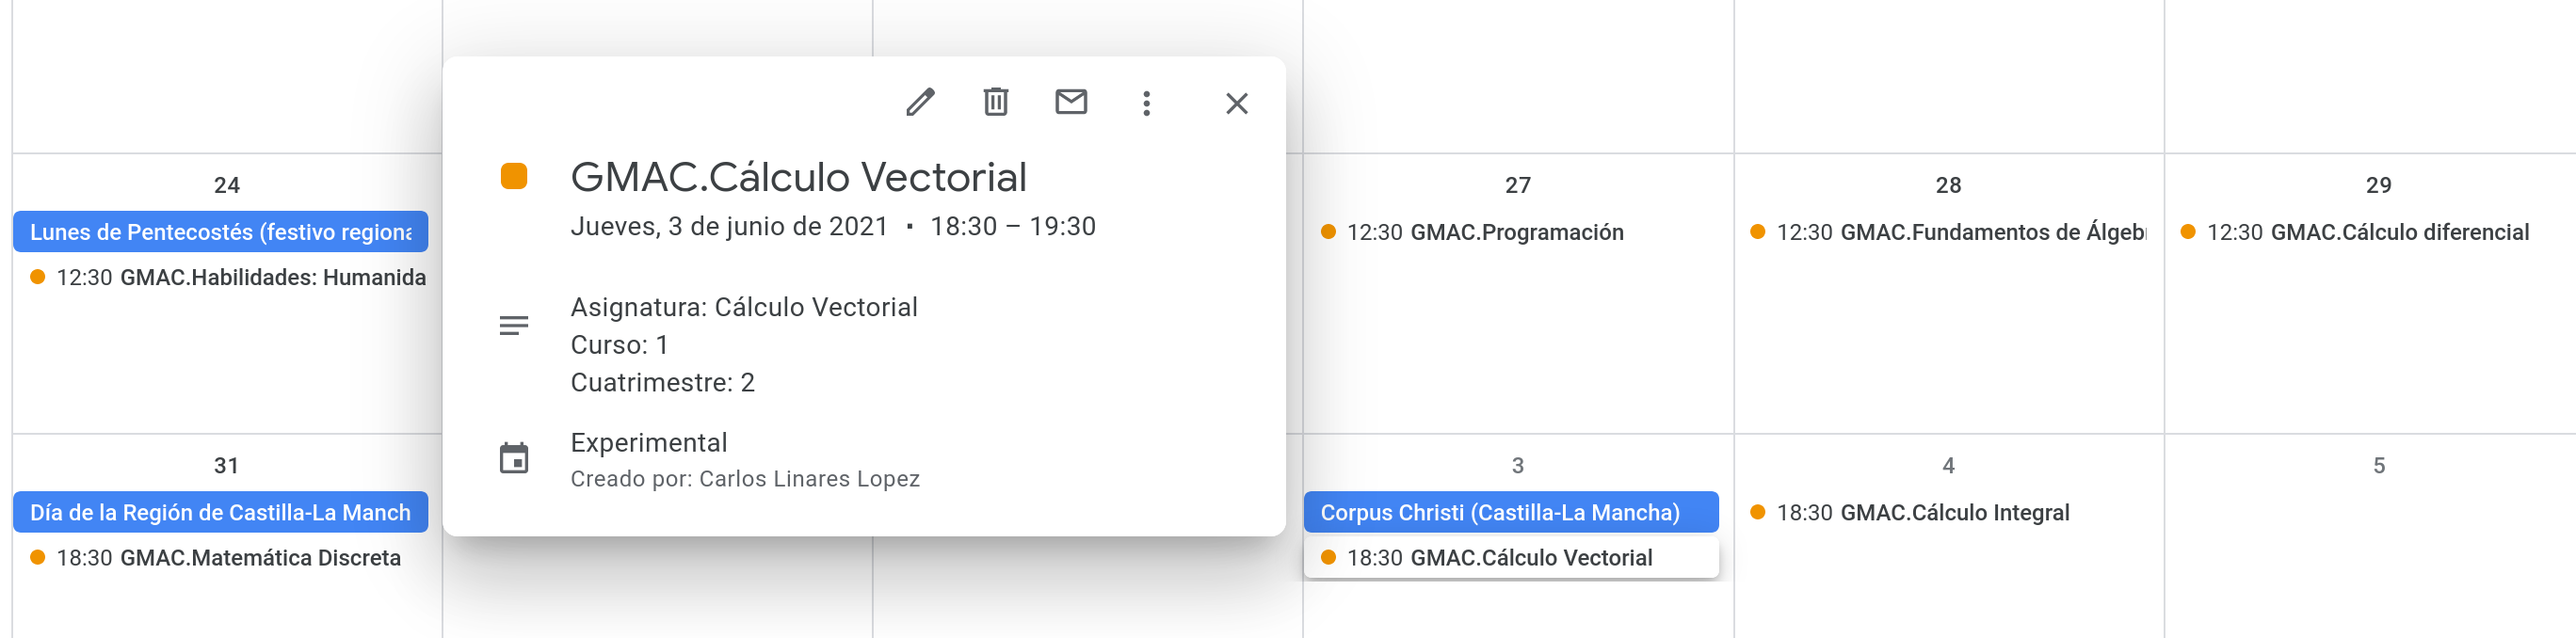 GMAC.Cálculo Vectorial
Jueves, 3 de junio de 2021 • 18:30 – 19:30
Asignatura: Cálculo Vectorial
Curso: 1
Cuatrimestre: 2
Experimental
Creado por: Carlos Linares Lopez
24
Lunes de Pentecostés (festivo
12:30 GMAC.Habilidades:
27
12:30 GMAC.Programación
28
12:30 GMAC.Fundamentos de
29
12:30 GMAC.Cálculo diferencial
31
Día de la Región de Castilla-La Manch
18:30 GMAC.Matemática Discreta
3
Corpus Christi (Castilla-La Mancha)
18:30 GMAC.Cálculo Vectorial
4
18:30 GMAC.Cálculo Integral
5